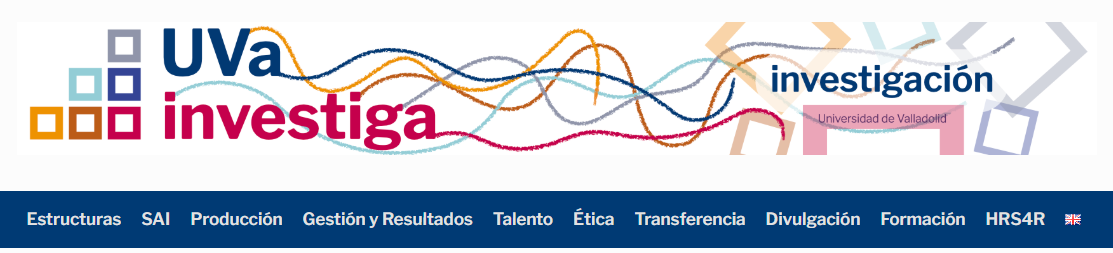 UVa
investiga
investigación
Universidad de Valladolid
Estructuras SAI Producción Gestión y Resultados Talento Ética Transferencia Divulgación Formación HRS4R